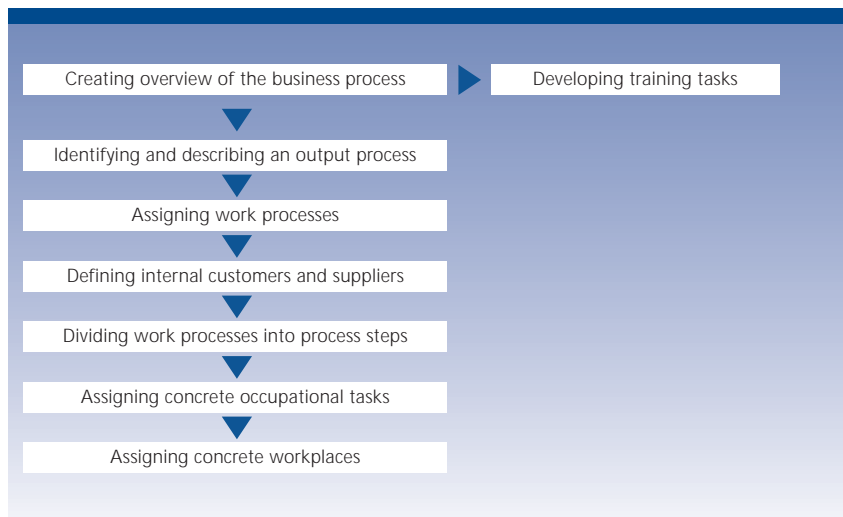 Creating overview of the business process
Developing training tasks
Identifying and describing an output process
Assigning work processes
Defining internal customers and suppliers
Dividing work processes into process steps
Assigning concrete occupational tasks
Assigning concrete workplaces